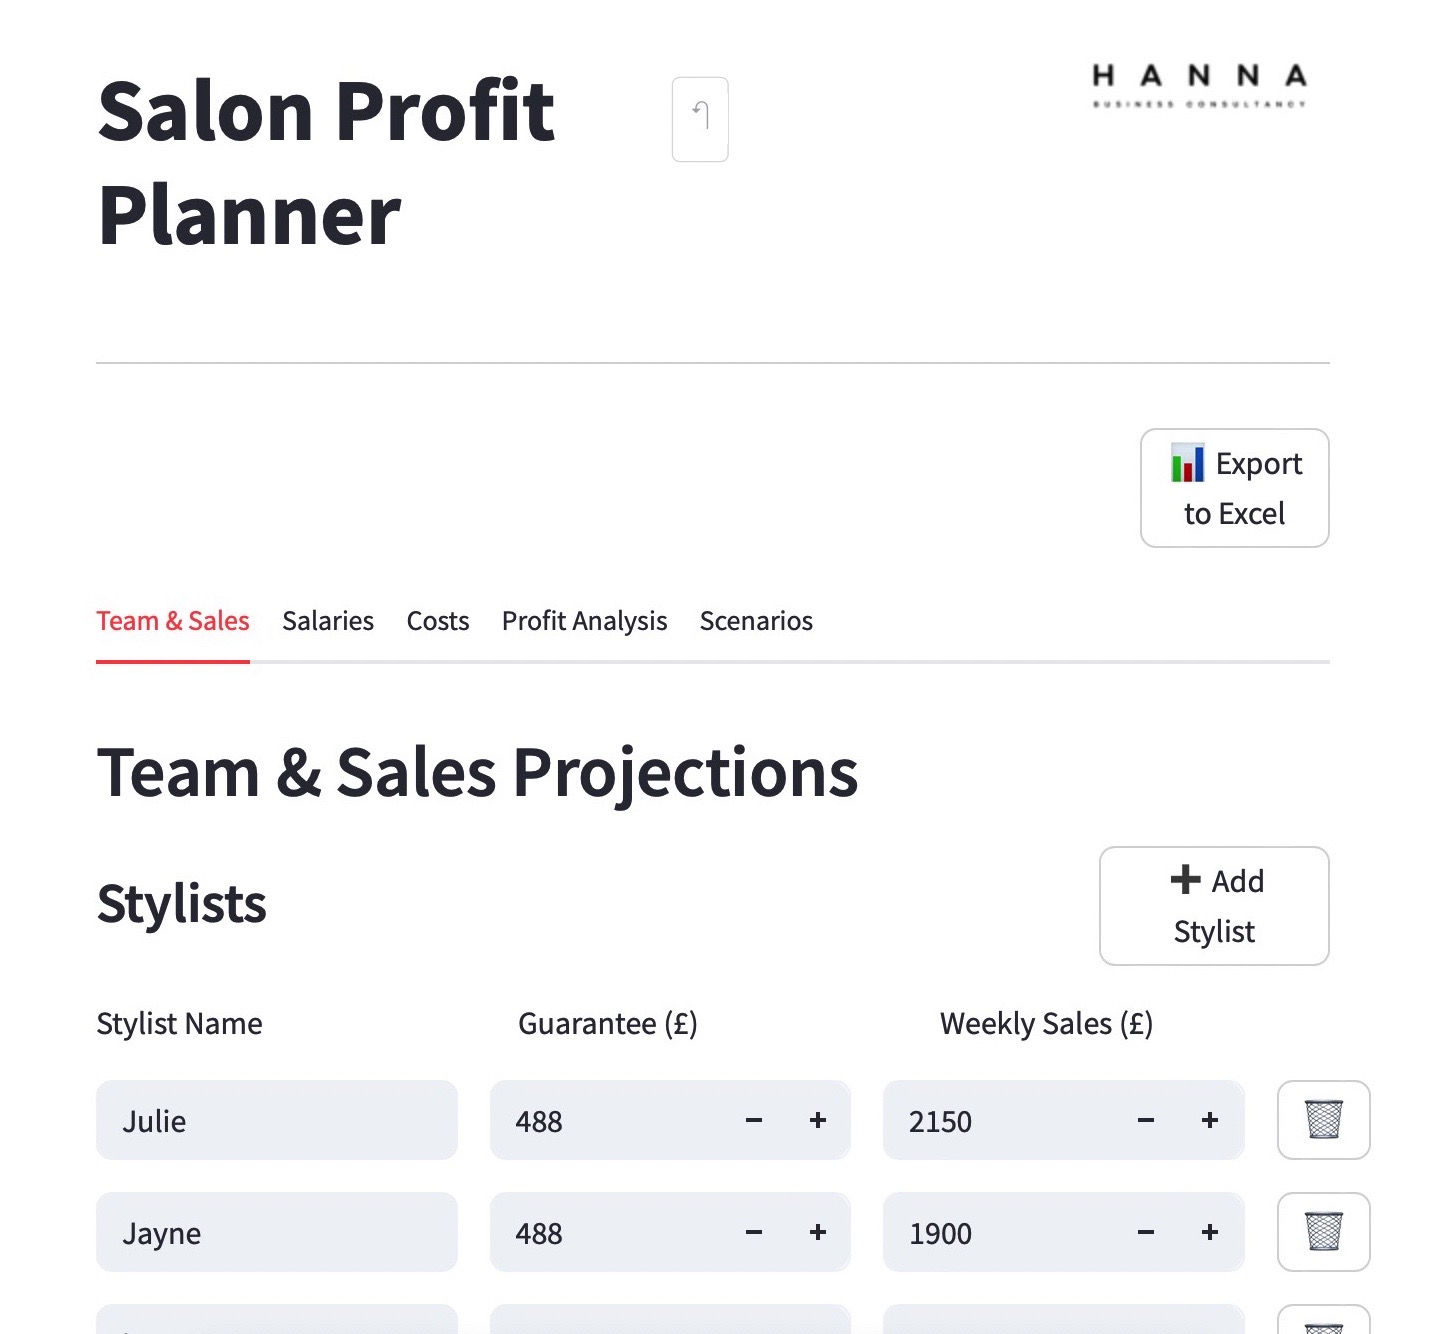 Salon Profit
Planner
HANNA
BUSINESS CONSULTANCY
Export
to Excel
Team & Sales Salaries Costs Profit Analysis Scenarios
Team & Sales Projections
Stylists
Add
Stylist
Stylist Name Guarantee (£) Weekly Sales (£)
Julie 488 − + 2150 − +
Jayne 488 − + 1900 − +